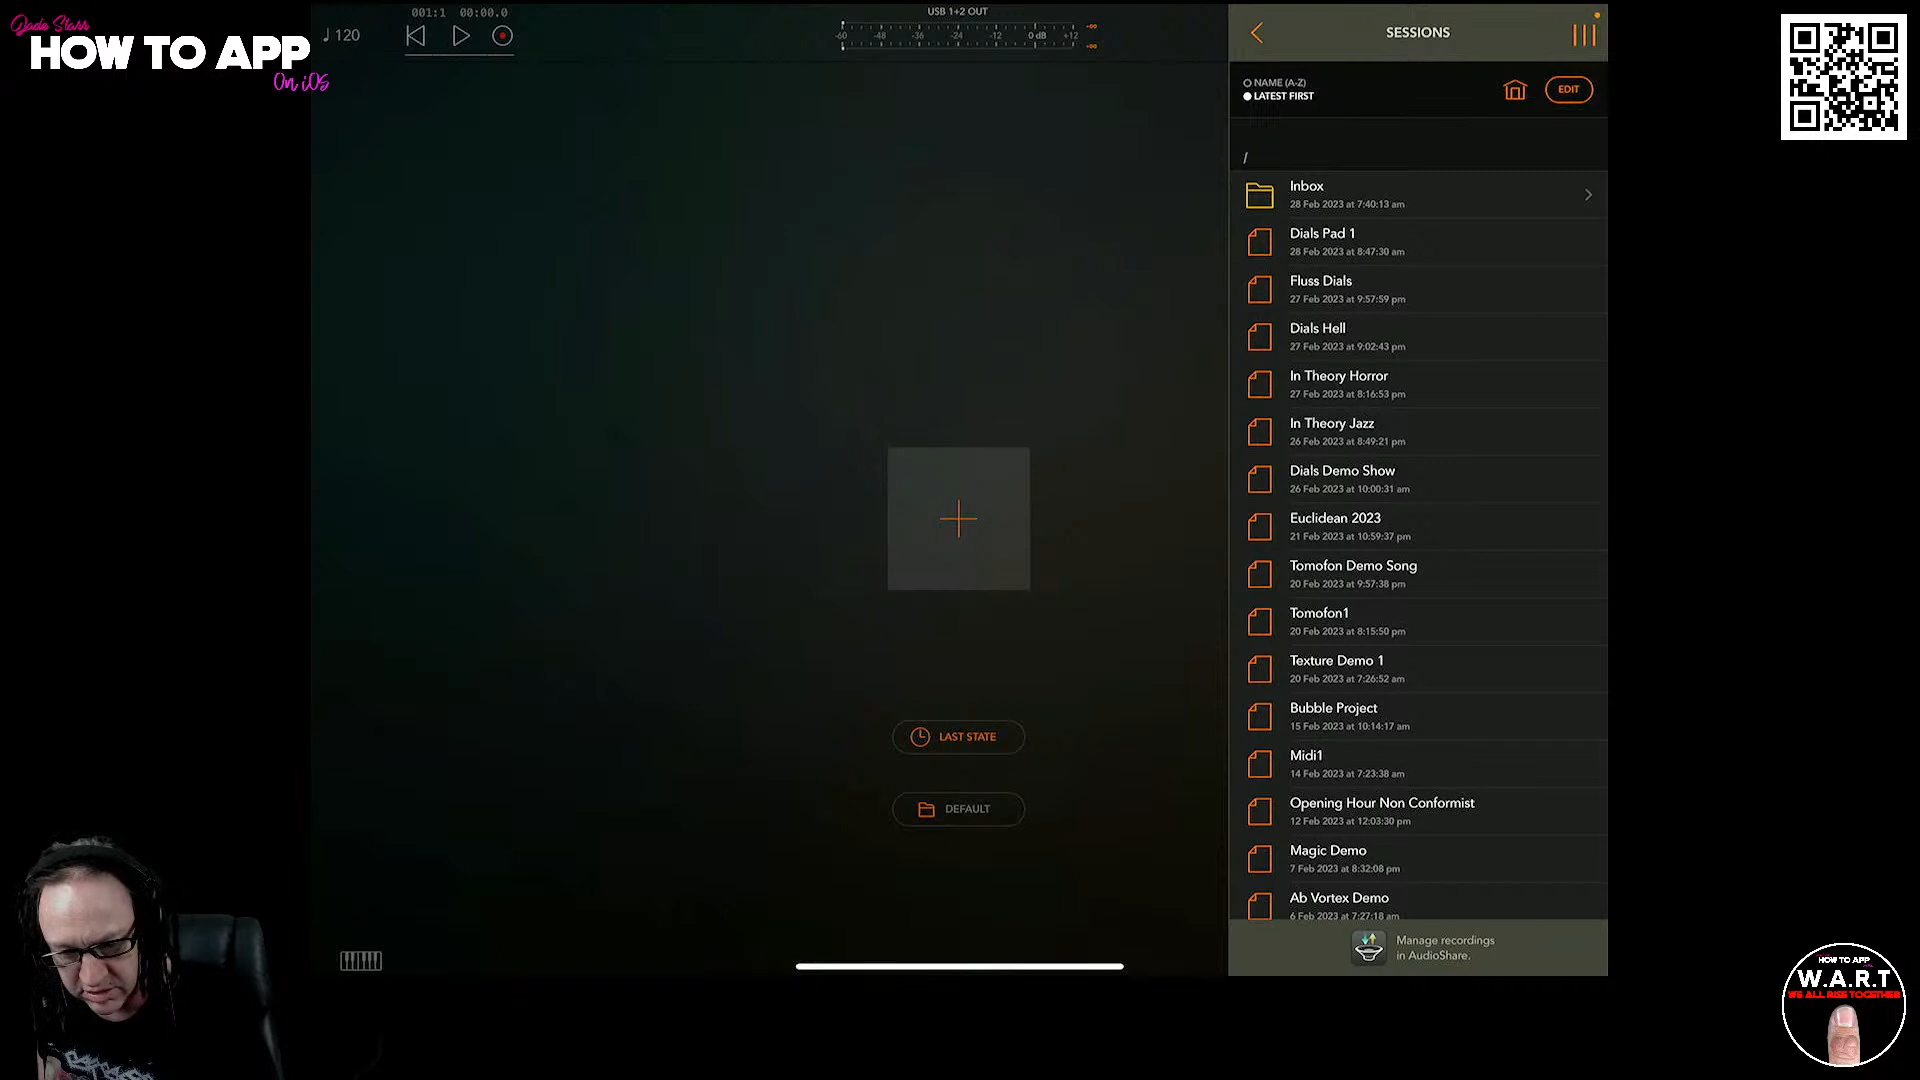 Jade Starr
HOW TO APP
On iOS
♩120
001:1 00:00.0
USB 1+2 OUT
-60 -48 -36 -24 -12 0 dB +12
-∞
-∞
LAST STATE
DEFAULT
SESSIONS
NAME (A-Z)
LATEST FIRST
EDIT
/
Inbox
28 Feb 2023 at 7:40:13 am
Dials Pad 1
28 Feb 2023 at 8:47:30 am
Fluss Dials
27 Feb 2023 at 9:57:59 pm
Dials Hell
27 Feb 2023 at 9:02:43 pm
In Theory Horror
27 Feb 2023 at 8:16:53 pm
In Theory Jazz
26 Feb 2023 at 8:49:21 pm
Dials Demo Show
26 Feb 2023 at 10:00:31 am
Euclidean 2023
21 Feb 2023 at 10:59:37 pm
Tomofon Demo Song
20 Feb 2023 at 9:57:38 pm
Tomofon1
20 Feb 2023 at 8:15:50 pm
Texture Demo 1
20 Feb 2023 at 7:26:52 am
Bubble Project
15 Feb 2023 at 10:14:17 am
Midi1
14 Feb 2023 at 7:23:38 am
Opening Hour Non Conformist
12 Feb 2023 at 12:03:30 pm
Magic Demo
7 Feb 2023 at 8:32:08 pm
Ab Vortex Demo
6 Feb 2023 at 7:27:18 am
Manage recordings
in AudioShare.
HOW TO APP
W.A.R.T
WE ALL RISE TOGETHER